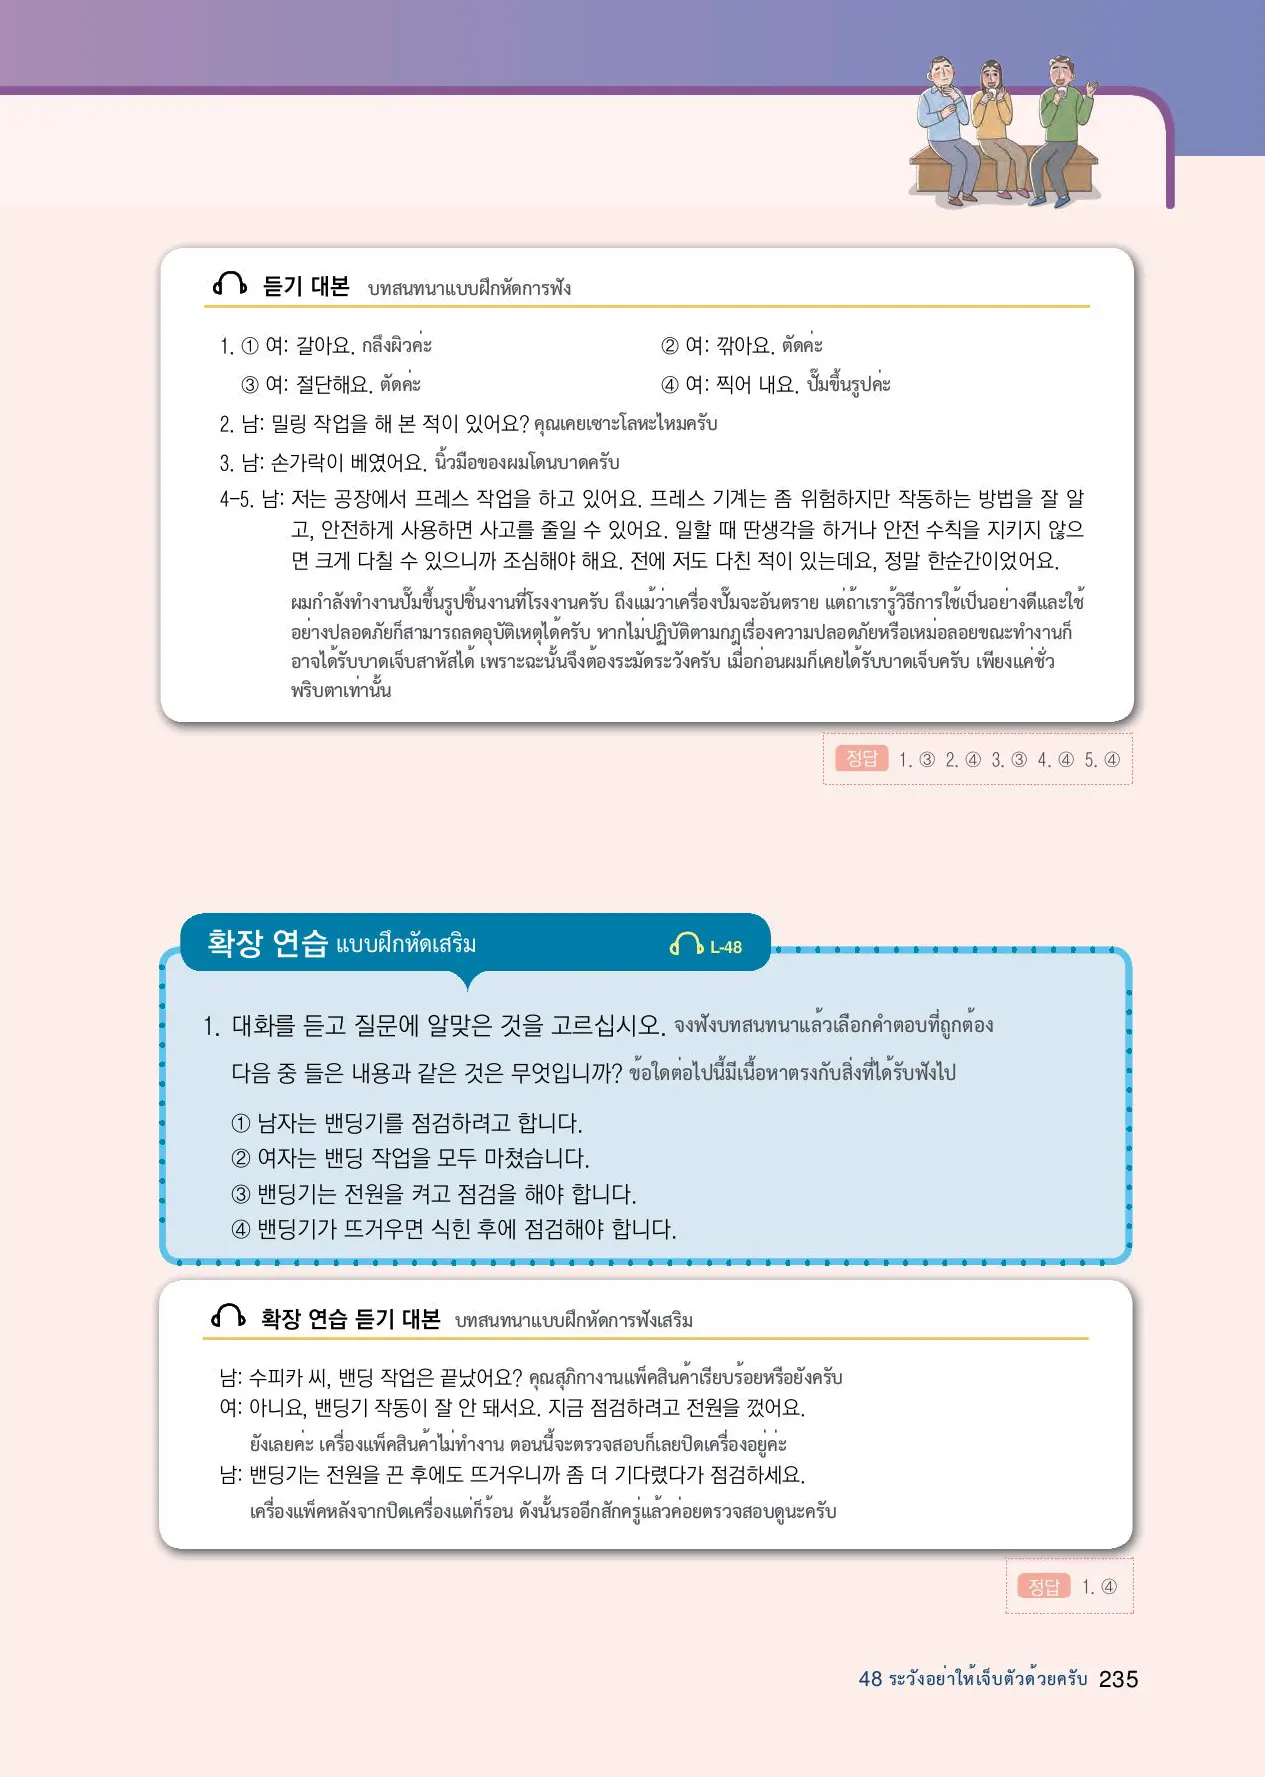 듣기 대본 บทสนทนาแบบฝึกหัดการฟัง
1. ① 여: 갈아요. กลึงผิวค่ะ ② 여: 깎아요. ตัดค่ะ
③ 여: 절단해요. ตัดค่ะ ④ 여: 찍어 내요. ปั๊มขึ้นรูปค่ะ
2. 남: 밀링 작업을 해 본 적이 있어요? คุณเคยเซาะโลหะไหมครับ
3. 남: 손가락이 베였어요. นิ้วมือของผมโดนบาดครับ
4-5. 남: 저는 공장에서 프레스 작업을 하고 있어요. 프레스 기계는 좀 위험하지만 작동하는 방법을 잘 알
고, 안전하게 사용하면 사고를 줄일 수 있어요. 일할 때 딴생각을 하거나 안전 수칙을 지키지 않으
면 크게 다칠 수 있으니까 조심해야 해요. 전에 저도 다친 적이 있는데요, 정말 한순간이었어요.
ผมกำลังทำงานปั๊มขึ้นรูปชิ้นงานที่โรงงานครับ ถึงแม้ว่าเครื่องปั๊มจะอันตราย แต่ถ้าเรารู้วิธีการใช้เป็นอย่างดีและใช้
อย่างปลอดภัยก็สามารถลดอุบัติเหตุได้ครับ หากไม่ปฏิบัติตามกฎเรื่องความปลอดภัยหรือเหม่อลอยขณะทำงานก็
อาจได้รับบาดเจ็บสาหัสได้ เพราะฉะนั้นจึงต้องระมัดระวังครับ เมื่อก่อนผมก็เคยได้รับบาดเจ็บครับ เพียงแค่ชั่ว
พริบตาเท่านั้น
정답 1. ③ 2. ④ 3. ③ 4. ④ 5. ④
확장 연습 แบบฝึกหัดเสริม L-48
1. 대화를 듣고 질문에 알맞은 것을 고르십시오. จงฟังบทสนทนาแล้วเลือกคำตอบที่ถูกต้อง
다음 중 들은 내용과 같은 것은 무엇입니까? ข้อใดต่อไปนี้มีเนื้อหาตรงกับสิ่งที่ได้รับฟังไป
① 남자는 밴딩기를 점검하려고 합니다.
② 여자는 밴딩 작업을 모두 마쳤습니다.
③ 밴딩기는 전원을 켜고 점검을 해야 합니다.
④ 밴딩기가 뜨거우면 식힌 후에 점검해야 합니다.
확장 연습 듣기 대본 บทสนทนาแบบฝึกหัดการฟังเสริม
남: 수피카 씨, 밴딩 작업은 끝났어요? คุณสุภิกางานแพ็คสินค้าเรียบร้อยหรือยังครับ
여: 아니요, 밴딩기 작동이 잘 안 돼서요. 지금 점검하려고 전원을 껐어요.
ยังเลยค่ะ เครื่องแพ็คสินค้าไม่ทำงาน ตอนนี้จะตรวจสอบก็เลยปิดเครื่องอยู่ค่ะ
남: 밴딩기는 전원을 끈 후에도 뜨거우니까 좀 더 기다렸다가 점검하세요.
เครื่องแพ็คหลังจากปิดเครื่องแต่ก็ร้อน ดังนั้นรออีกสักครู่แล้วค่อยตรวจสอบดูนะครับ
정답 1. ④
48 ระวังอย่าให้เจ็บตัวด้วยครับ 235